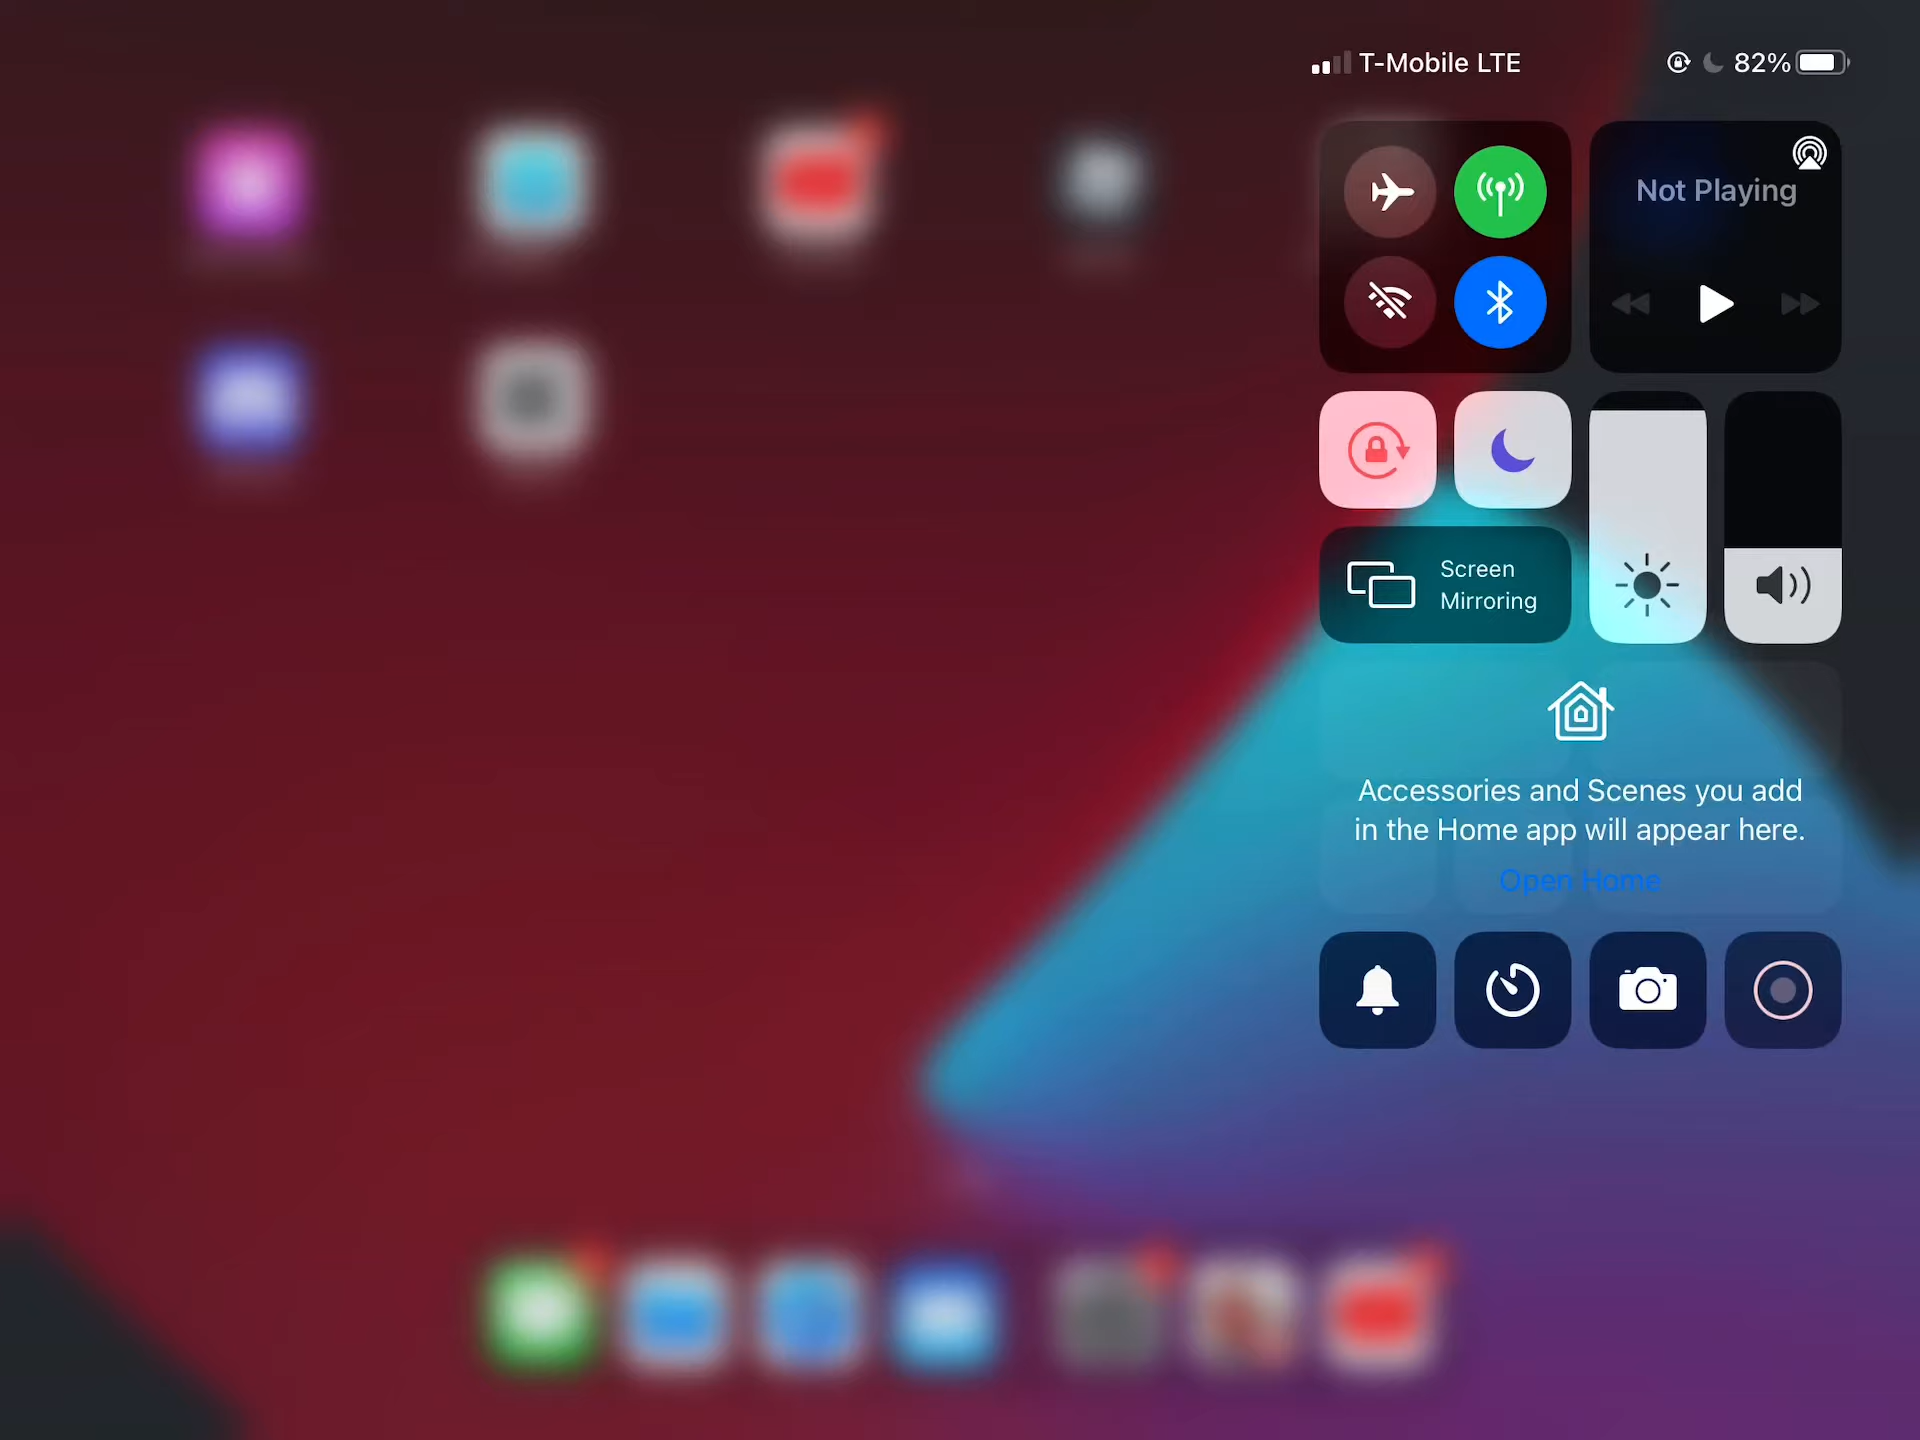 T-Mobile LTE
82%
Not Playing
Screen
Mirroring
Accessories and Scenes you add
in the Home app will appear here.
Open Home